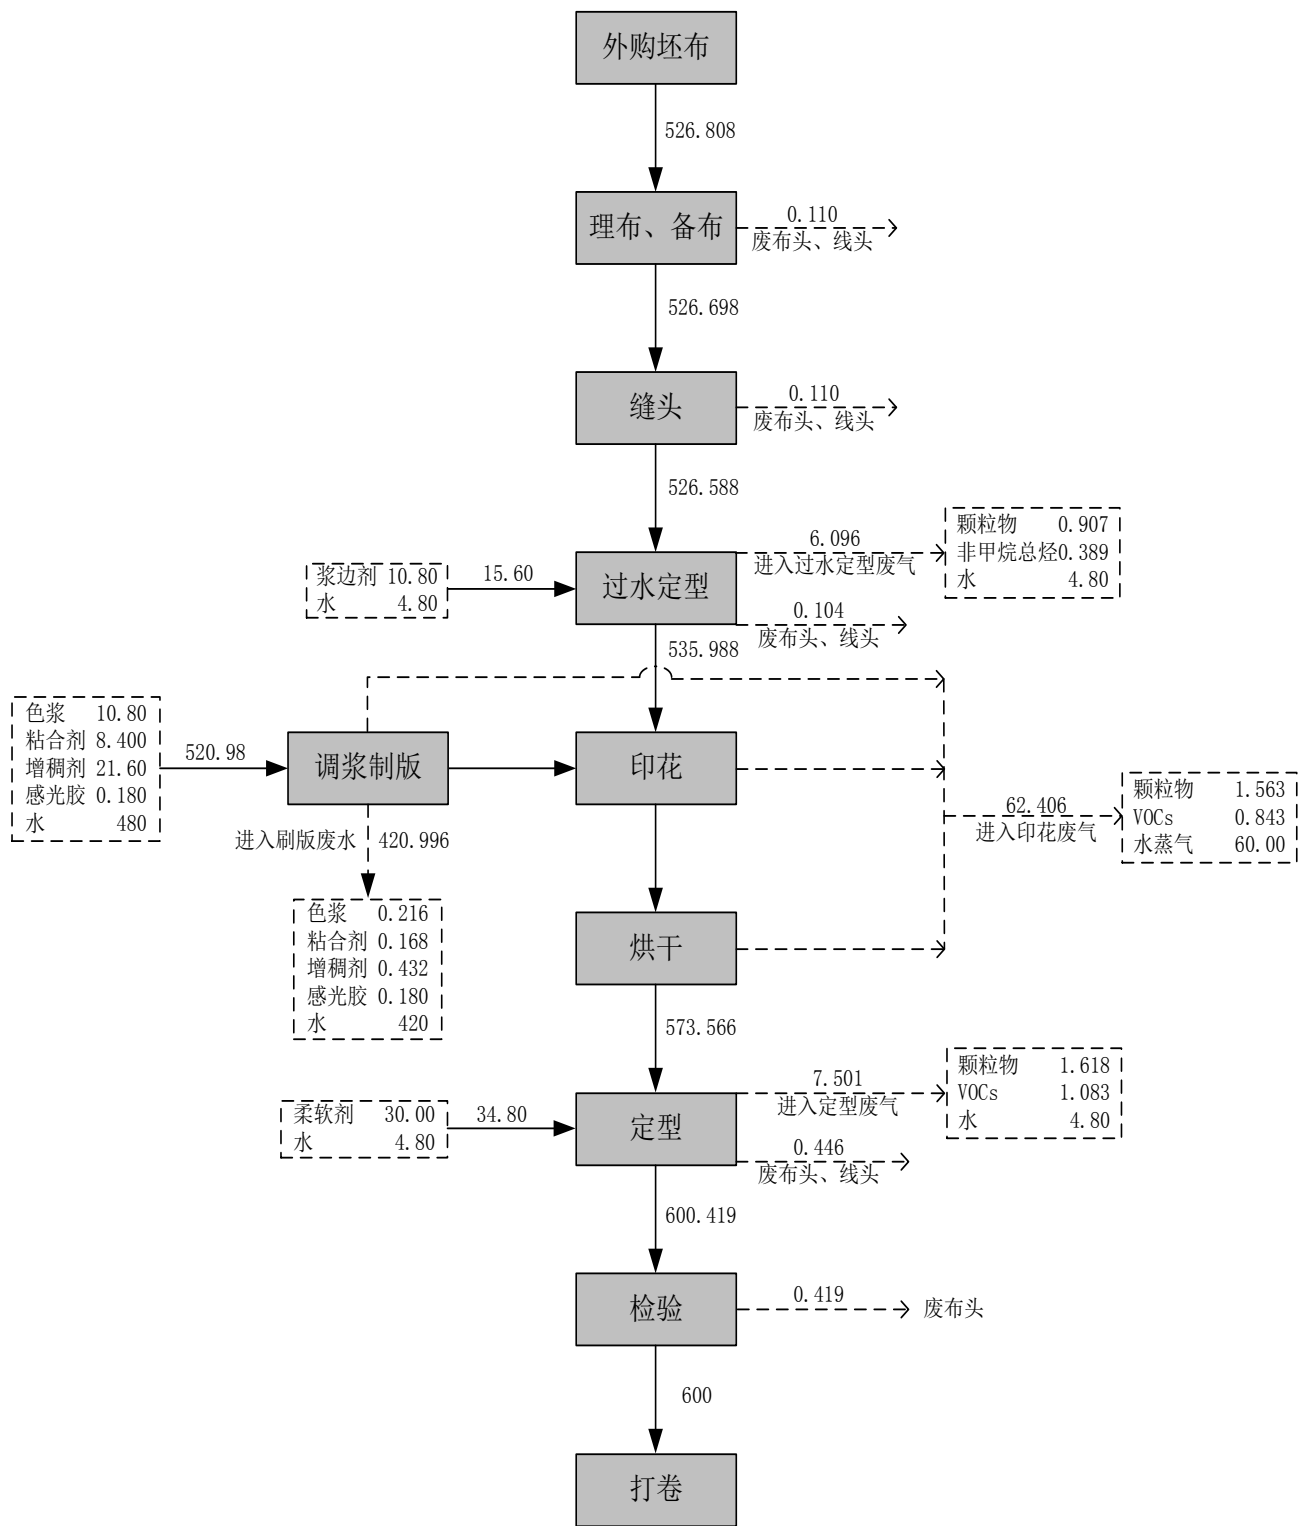 外购坯布
526.808
理布、备布
0.110
废布头、线头
526.698
缝头
0.110
废布头、线头
526.588
浆边剂 10.80
水 4.80
15.60
过水定型
6.096
进入过水定型废气
颗粒物 0.907
非甲烷总烃0.389
水 4.80
0.104
废布头、线头
535.988
色浆 10.80
粘合剂 8.400
增稠剂 21.60
感光胶 0.180
水 480
520.98
调浆制版
印花
62.406
进入印花废气
颗粒物 1.563
VOCs 0.843
水蒸气 60.00
进入刷版废水 420.996
色浆 0.216
粘合剂 0.168
增稠剂 0.432
感光胶 0.180
水 420
烘干
573.566
柔软剂 30.00
水 4.80
34.80
定型
7.501
进入定型废气
颗粒物 1.618
VOCs 1.083
水 4.80
0.446
废布头、线头
600.419
检验
0.419
废布头
600
打卷